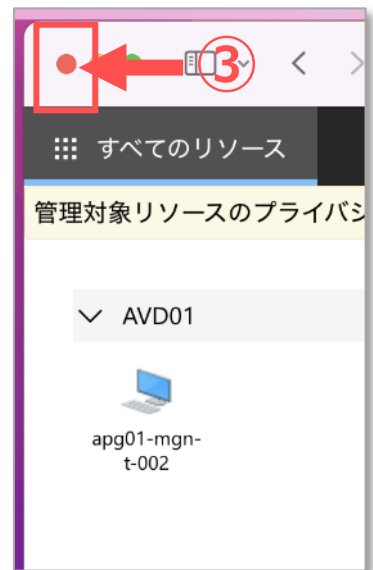 ③
すべてのリソース
管理対象リソースのプライバシ
AVD01
apg01-mgn-
t-002